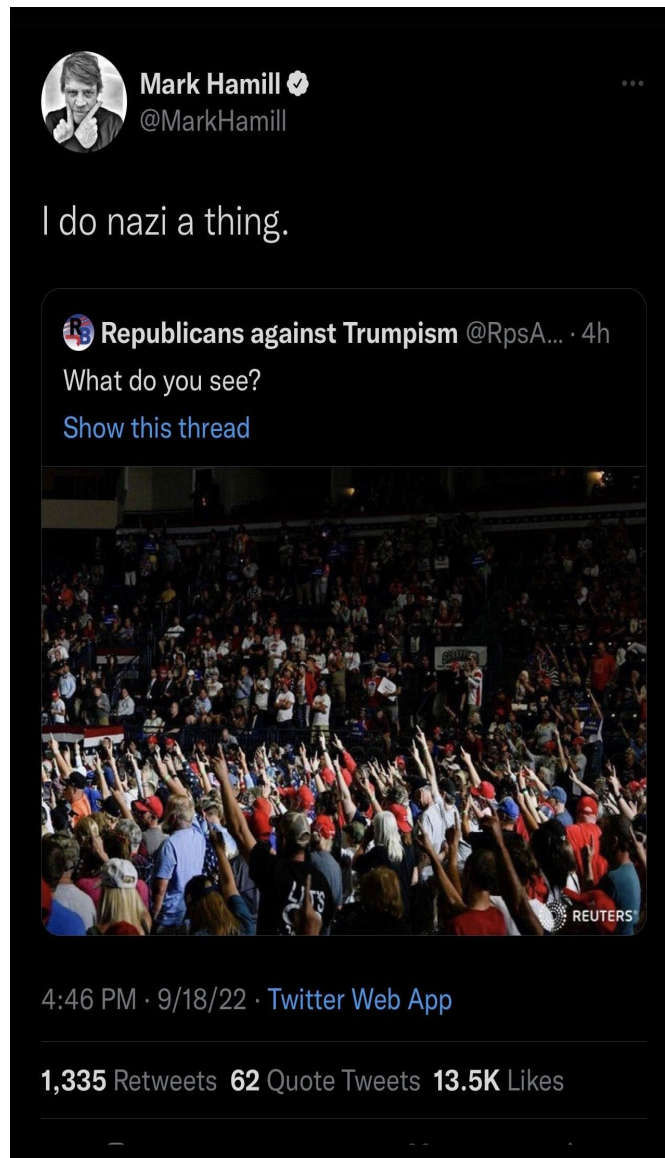 Mark Hamill
@MarkHamill
I do nazi a thing.
Republicans against Trumpism @RpsA... · 4h
What do you see?
Show this thread
REUTERS
4:46 PM · 9/18/22 · Twitter Web App
1,335 Retweets 62 Quote Tweets 13.5K Likes